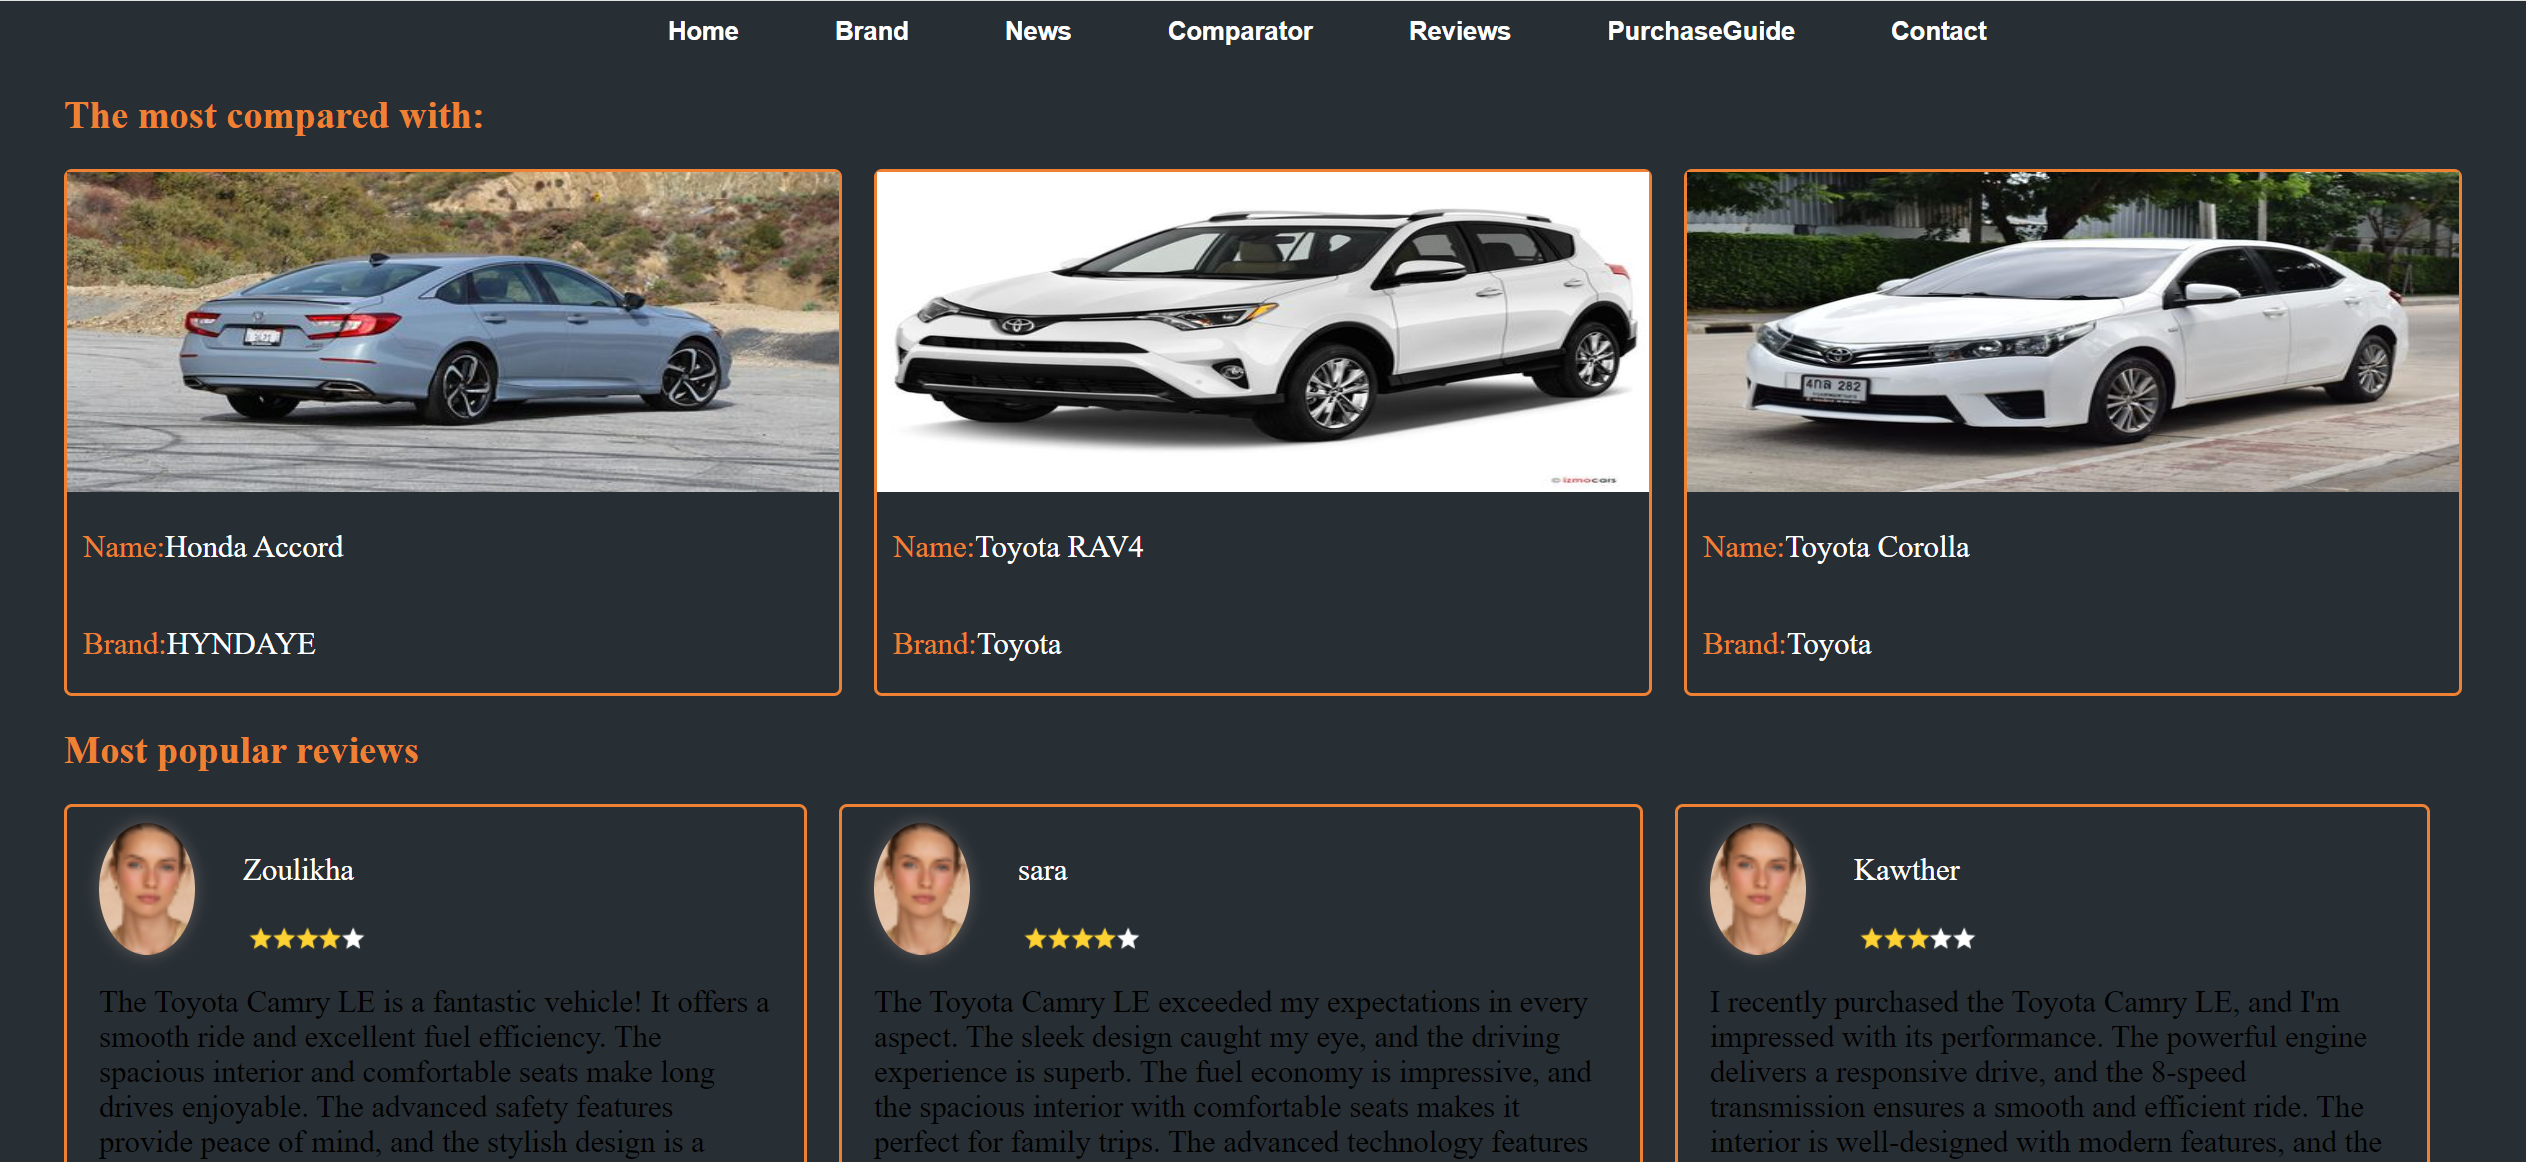 Home Brand News Comparator Reviews PurchaseGuide Contact
The most compared with:
4กล 282
© izmocars
Name:Honda Accord
Name:Toyota RAV4
Name:Toyota Corolla
Brand:HYNDAYE
Brand:Toyota
Brand:Toyota
Most popular reviews
Zoulikha
The Toyota Camry LE is a fantastic vehicle! It offers a
smooth ride and excellent fuel efficiency. The
spacious interior and comfortable seats make long
drives enjoyable. The advanced safety features
provide peace of mind, and the stylish design is a
sara
The Toyota Camry LE exceeded my expectations in every
aspect. The sleek design caught my eye, and the driving
experience is superb. The fuel economy is impressive, and
the spacious interior with comfortable seats makes it
perfect for family trips. The advanced technology features
Kawther
I recently purchased the Toyota Camry LE, and I'm
impressed with its performance. The powerful engine
delivers a responsive drive, and the 8-speed
transmission ensures a smooth and efficient ride. The
interior is well-designed with modern features, and the